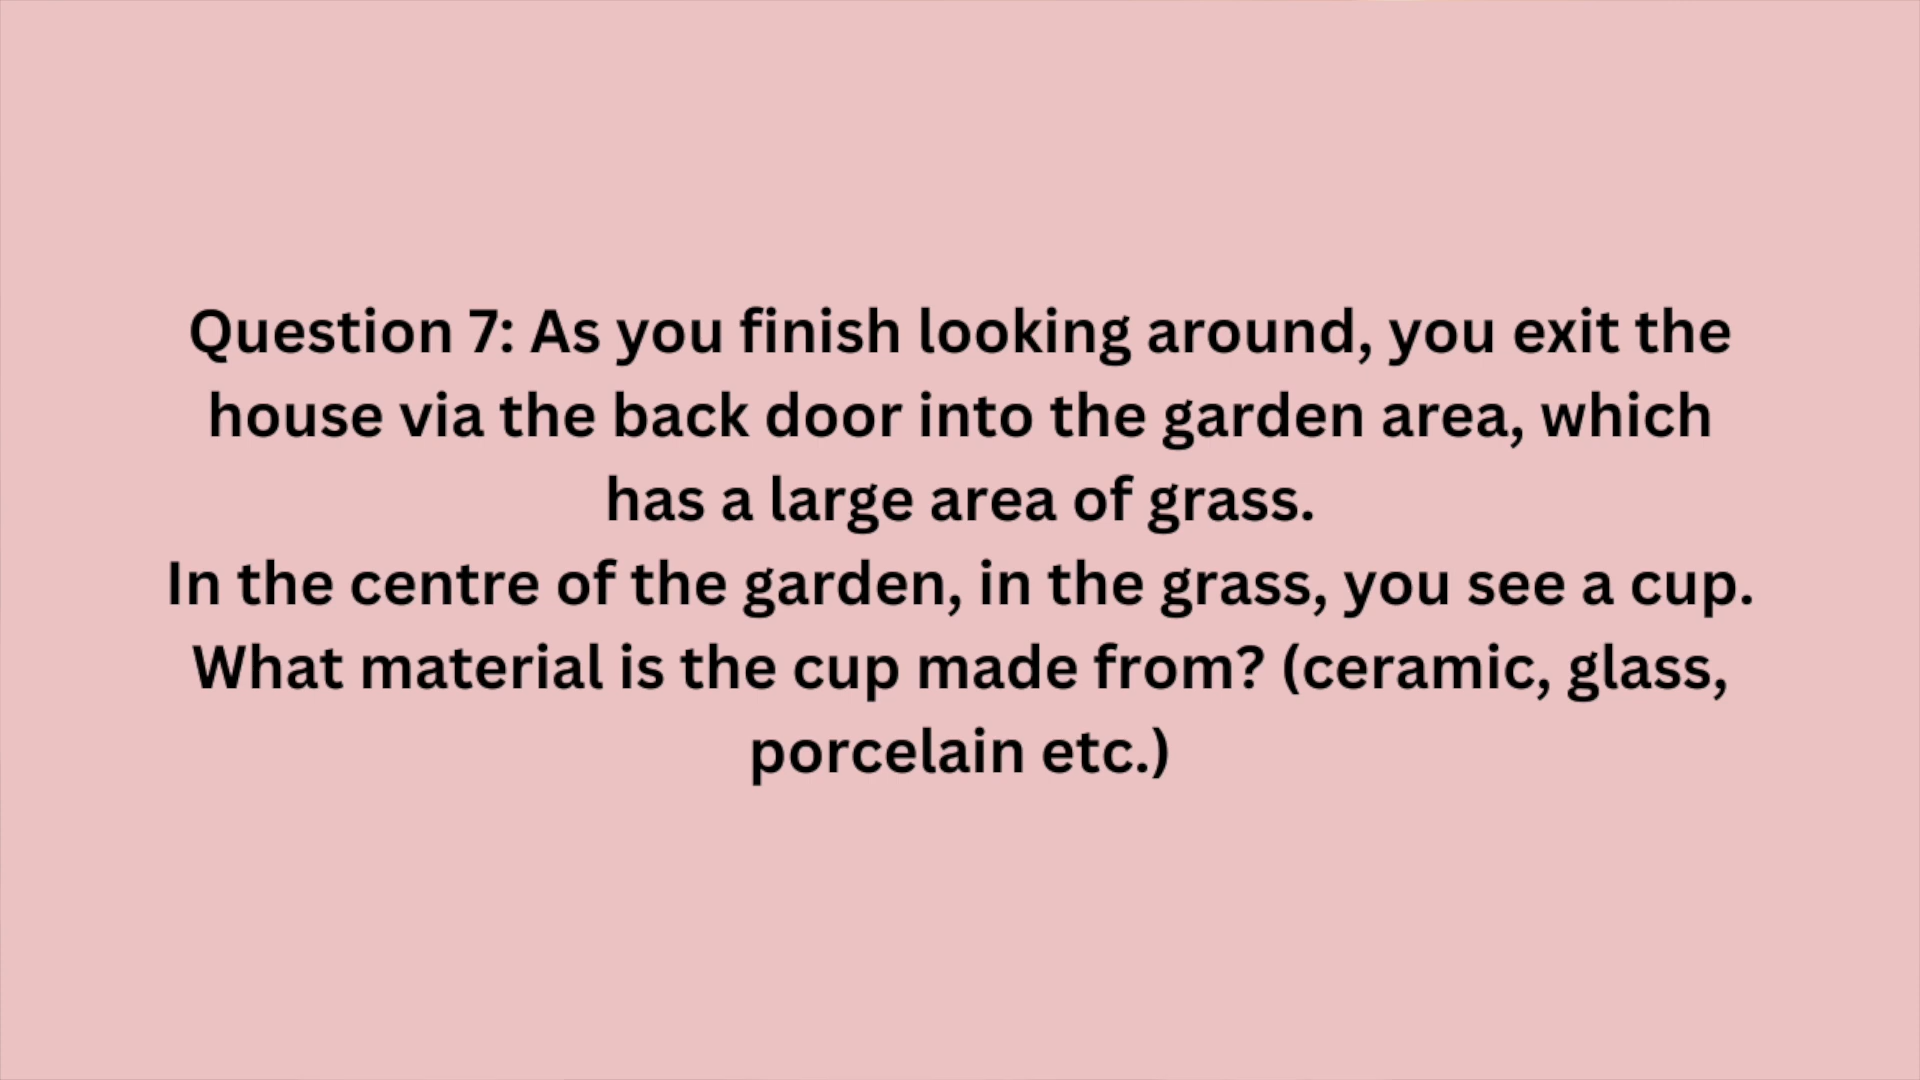 Question 7: As you finish looking around, you exit the
house via the back door into the garden area, which
has a large area of grass.
In the centre of the garden, in the grass, you see a cup.
What material is the cup made from? (ceramic, glass,
porcelain etc.)